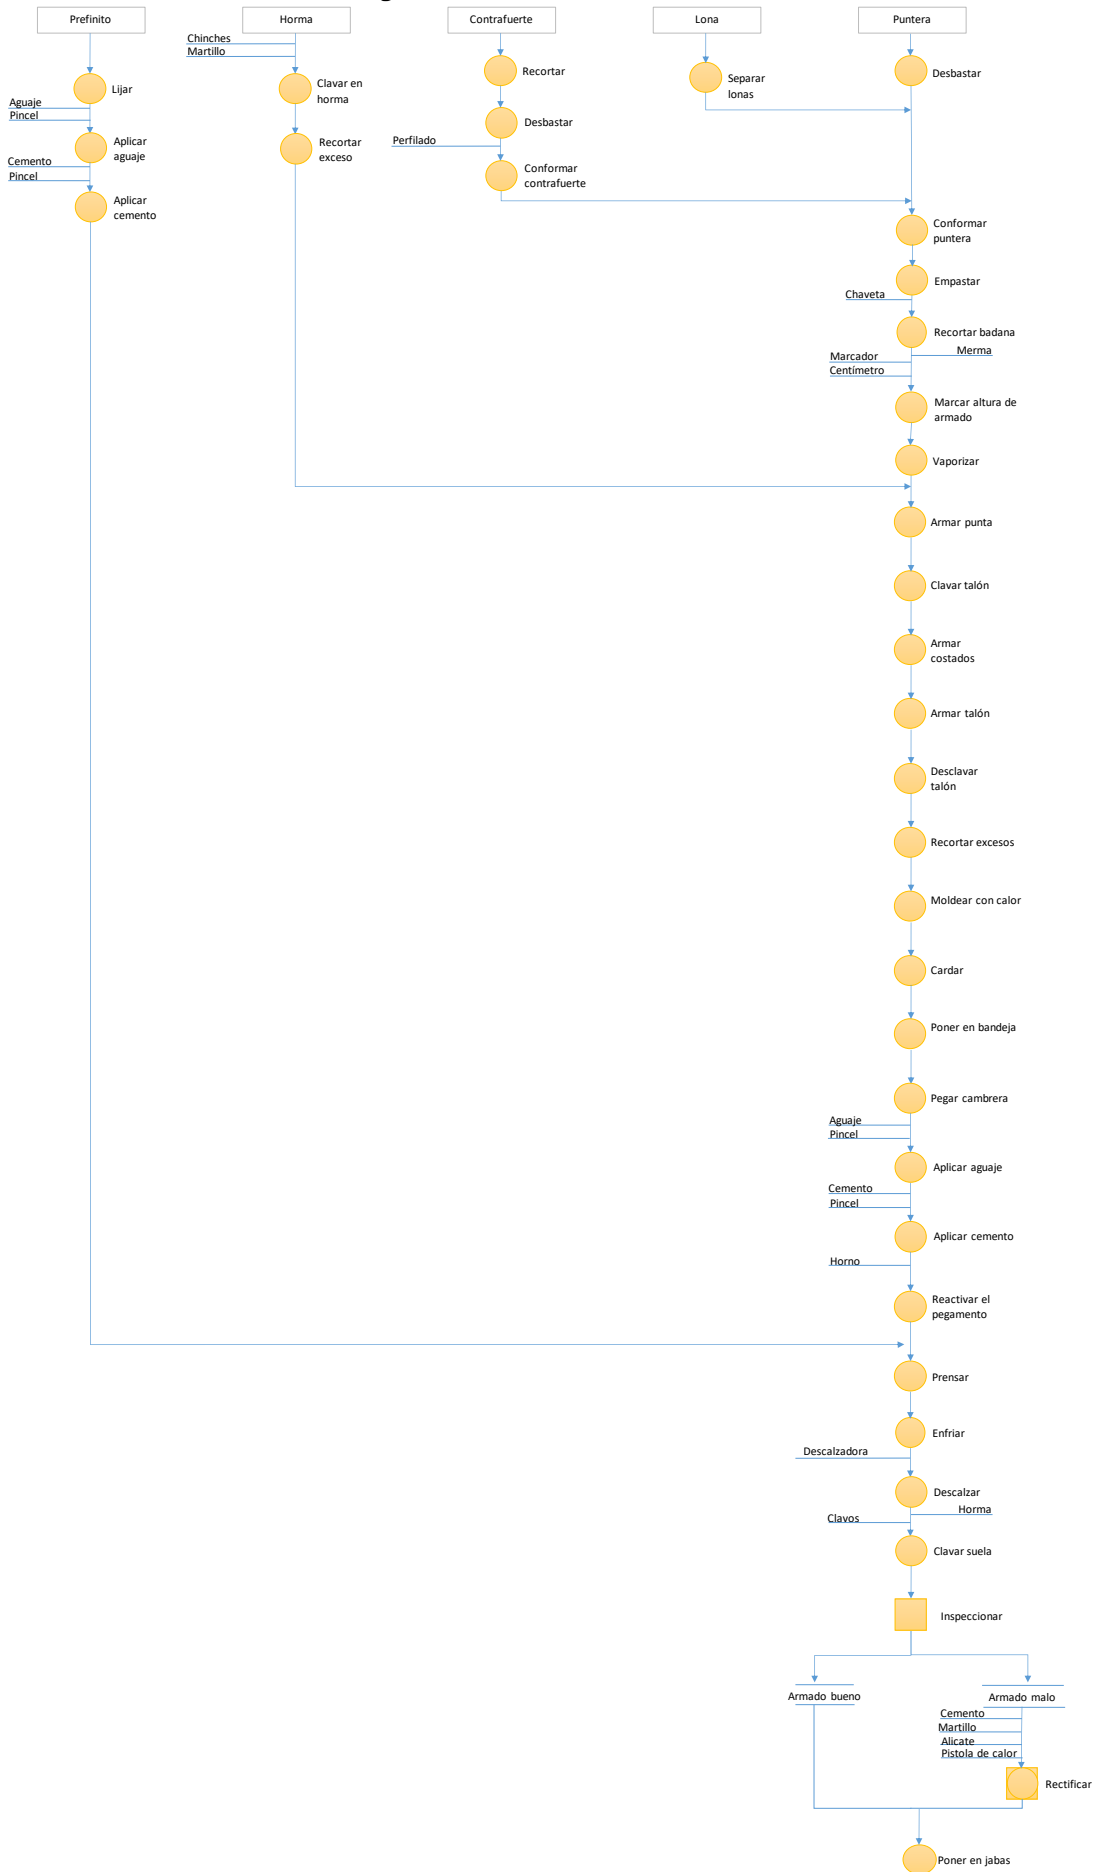 Prefinito
Horma
Contrafuerte
Lona
Puntera
Chinches
Martillo
Lijar
Clavar en
horma
Recortar
Separar
lonas
Desbastar
Aguaje
Pincel
Aplicar
aguaje
Recortar
exceso
Desbastar
Perfilado
Cemento
Pincel
Aplicar
cemento
Conformar
contrafuerte
Conformar
puntera
Empastar
Chaveta
Recortar badana
Merma
Marcador
Centímetro
Marcar altura de
armado
Vaporizar
Armar punta
Clavar talón
Armar
costados
Armar talón
Desclavar
talón
Recortar excesos
Moldear con calor
Cardar
Poner en bandeja
Pegar cambrera
Aguaje
Pincel
Aplicar aguaje
Cemento
Pincel
Aplicar cemento
Horno
Reactivar el
pegamento
Prensar
Enfriar
Descalzadora
Descalzar
Horma
Clavos
Clavar suela
Inspeccionar
Armado bueno
Armado malo
Cemento
Martillo
Alicate
Pistola de calor
Rectificar
Poner en jabas